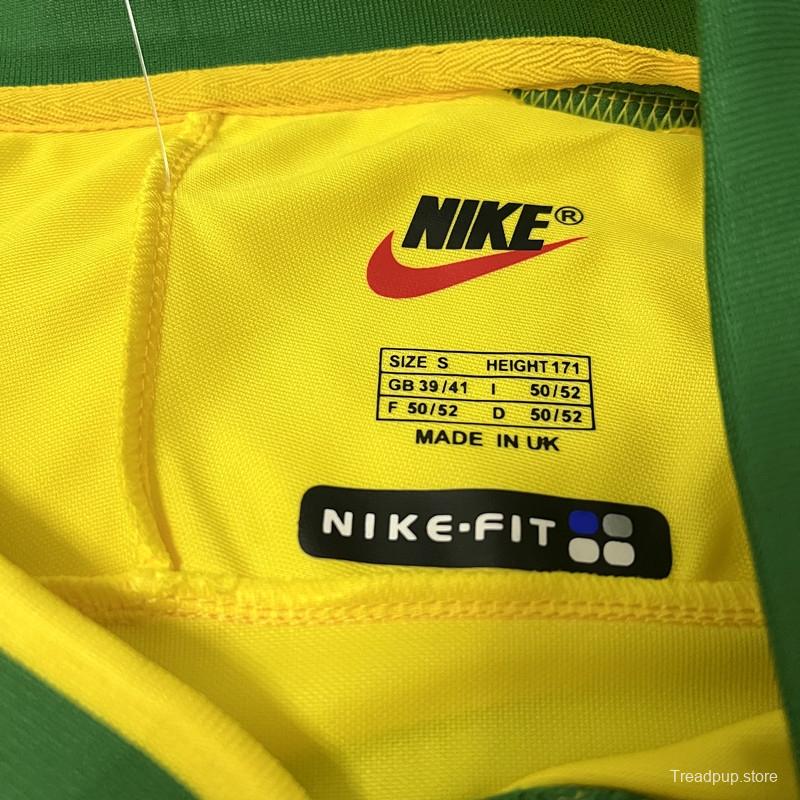 NIKE®
SIZE S HEIGHT 171
GB 39/41 I 50/52
F 50/52 D 50/52
MADE IN UK
NIKE·FIT
Treadpup.store